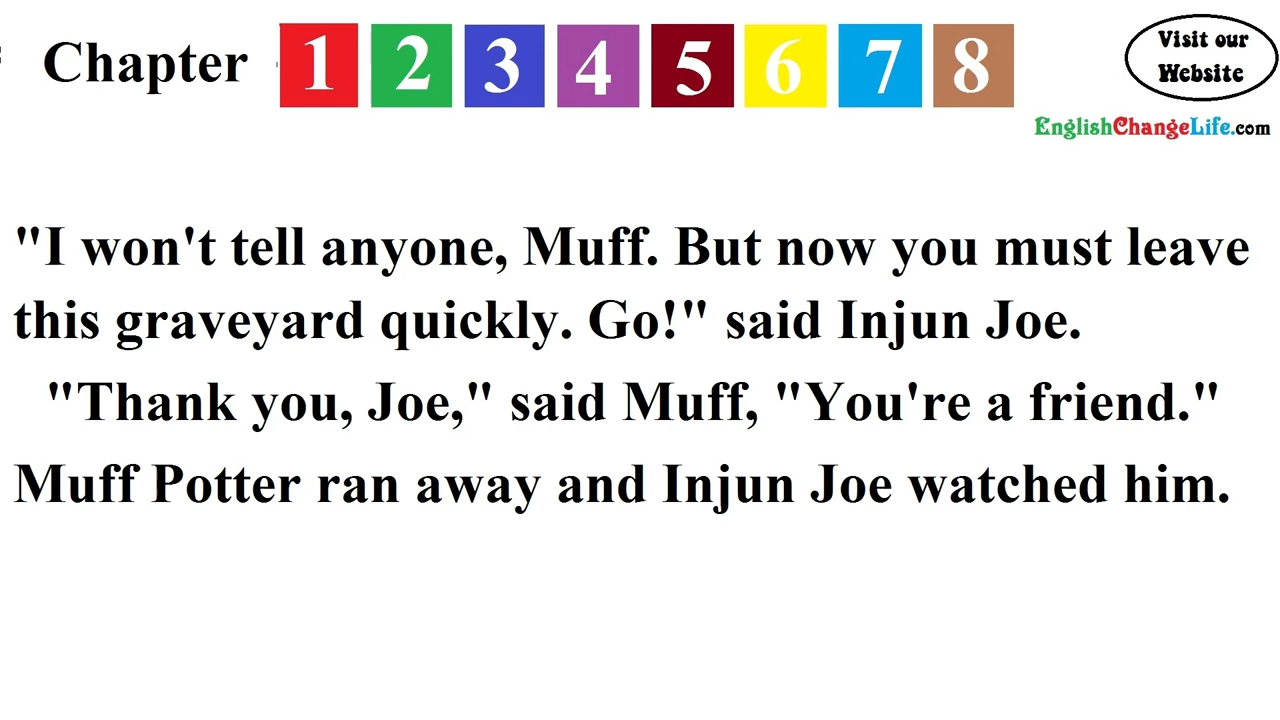 Chapter 1 2 3 4 5 6 7 8
Visit our
Website
EnglishChangeLife.com
"I won't tell anyone, Muff. But now you must leave
this graveyard quickly. Go!" said Injun Joe.
"Thank you, Joe," said Muff, "You're a friend."
Muff Potter ran away and Injun Joe watched him.